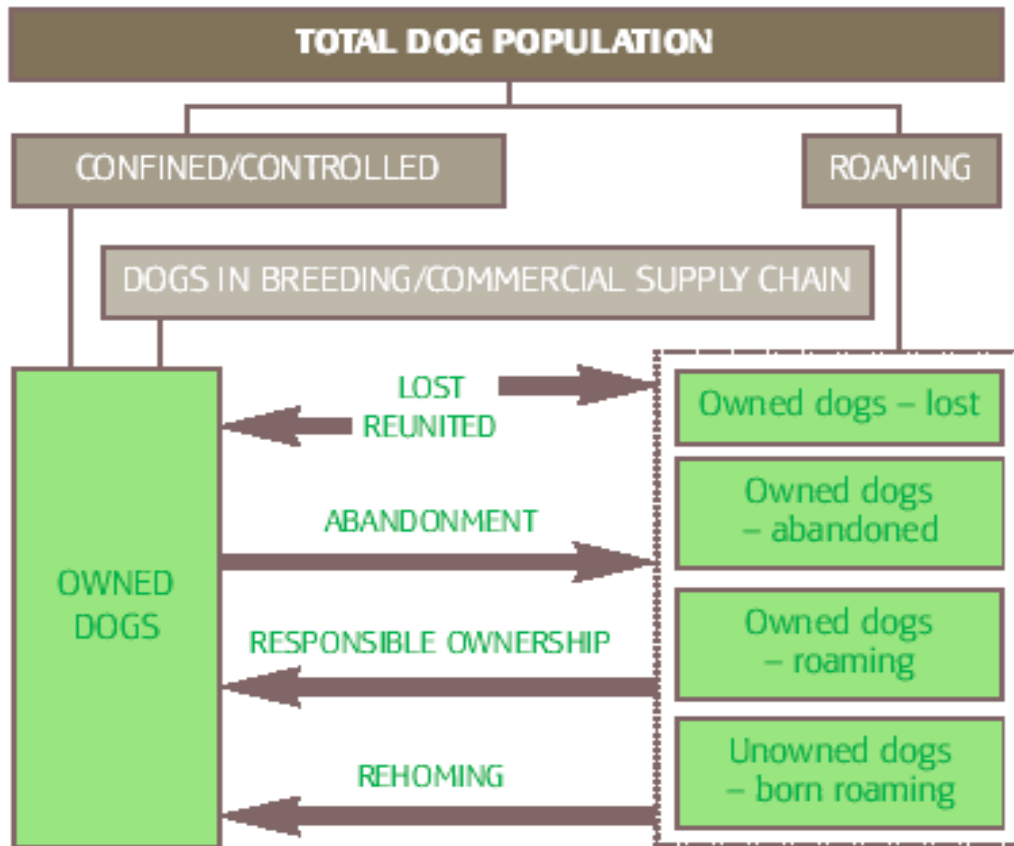 TOTAL DOG POPULATION
CONFINED/CONTROLLED
ROAMING
DOGS IN BREEDING/COMMERCIAL SUPPLY CHAIN
OWNED
DOGS
LOST
REUNITED
ABANDONMENT
RESPONSIBLE OWNERSHIP
REHOMING
Owned dogs – lost
Owned dogs
– abandoned
Owned dogs
– roaming
Unowned dogs
– born roaming